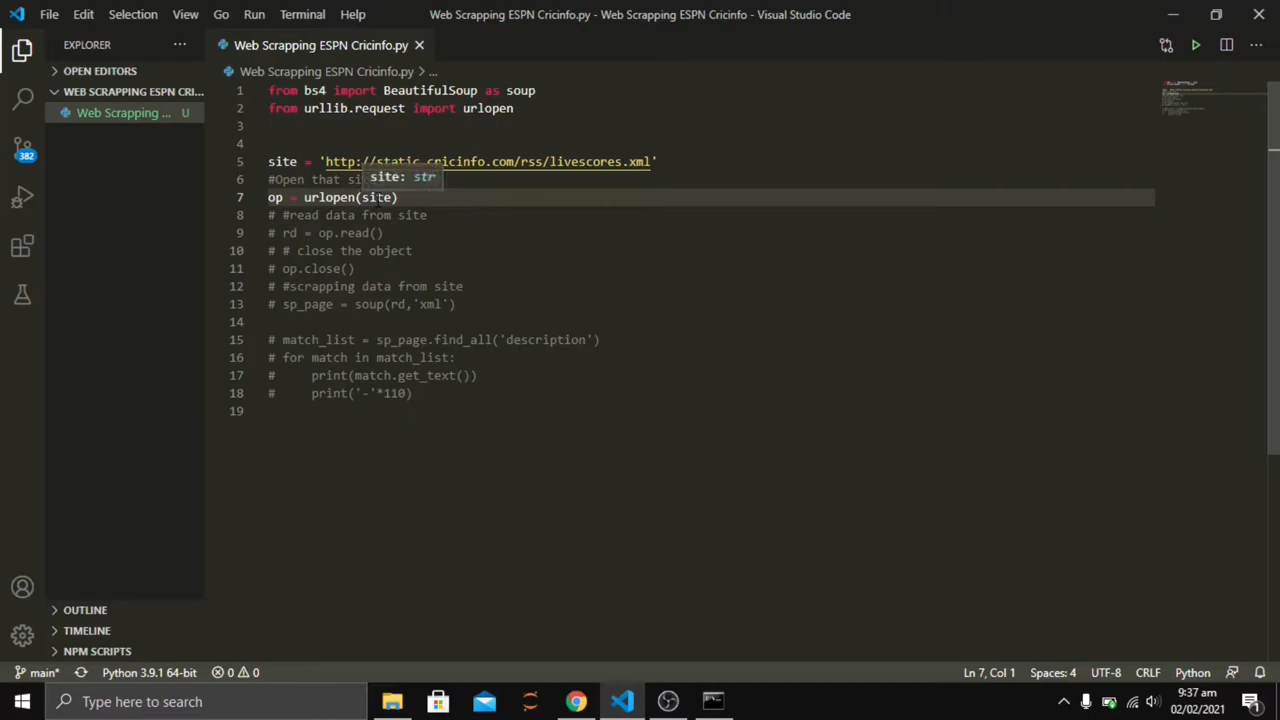 File Edit Selection View Go Run Terminal Help
Web Scrapping ESPN Cricinfo.py - Web Scrapping ESPN Cricinfo - Visual Studio Code
EXPLORER
Web Scrapping ESPN Cricinfo.py
OPEN EDITORS
Web Scrapping ESPN Cricinfo.py > ...
WEB SCRAPPING ESPN CRI...
Web Scrapping ... U
1 from bs4 import BeautifulSoup as soup
2 from urllib.request import urlopen
3
4
5 site = 'http://static.cricinfo.com/rss/livescores.xml'
site: str
6 #Open that si
7 op = urlopen(site)
8 # #read data from site
9 # rd = op.read()
10 # # close the object
11 # op.close()
12 # #scrapping data from site
13 # sp_page = soup(rd,'xml')
14
15 # match_list = sp_page.find_all('description')
16 # for match in match_list:
17 #     print(match.get_text())
18 #     print('-'*110)
19
382
OUTLINE
TIMELINE
NPM SCRIPTS
main* Python 3.9.1 64-bit 0 0 Ln 7, Col 1 Spaces: 4 UTF-8 CRLF Python
Type here to search
9:37 am
02/02/2021
1